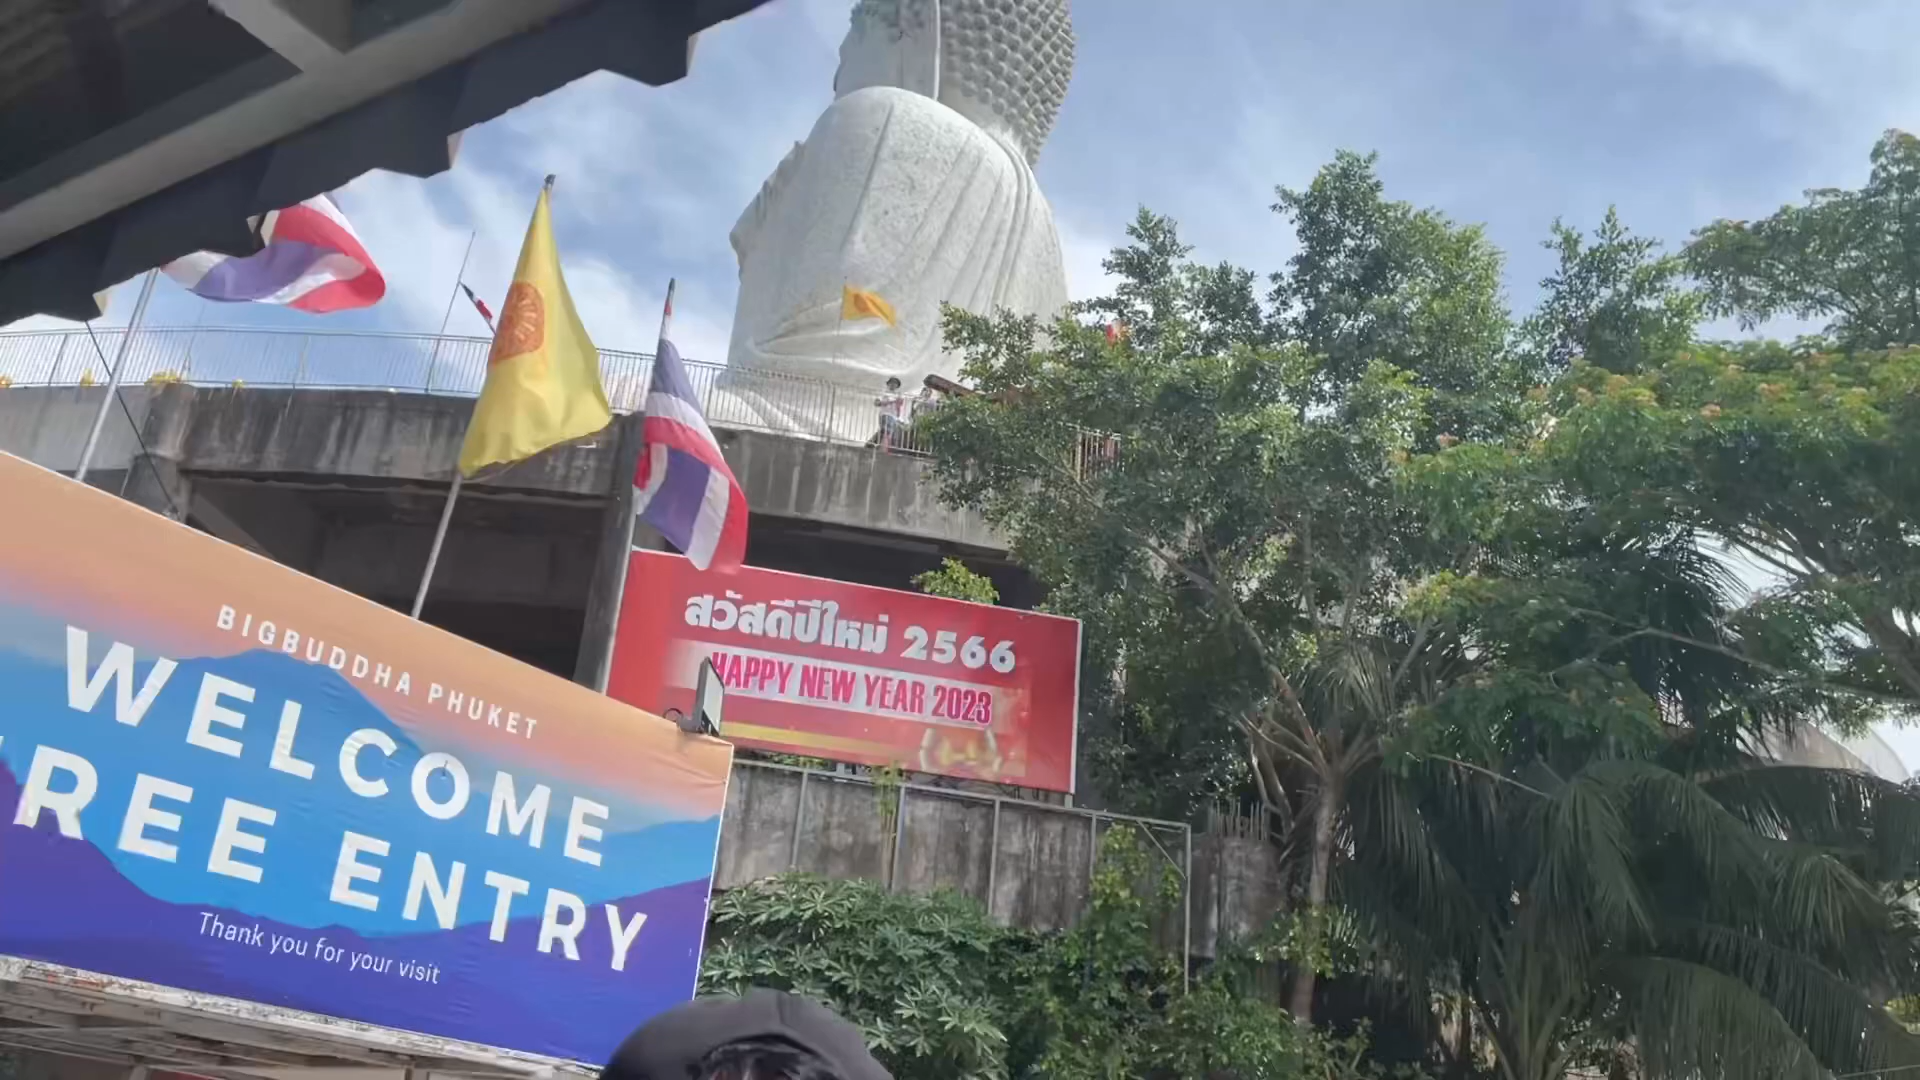 BIGBUDDHA PHUKET
WELCOME
REE ENTRY
Thank you for your visit
สวัสดีปีใหม่ 2566
HAPPY NEW YEAR 2023